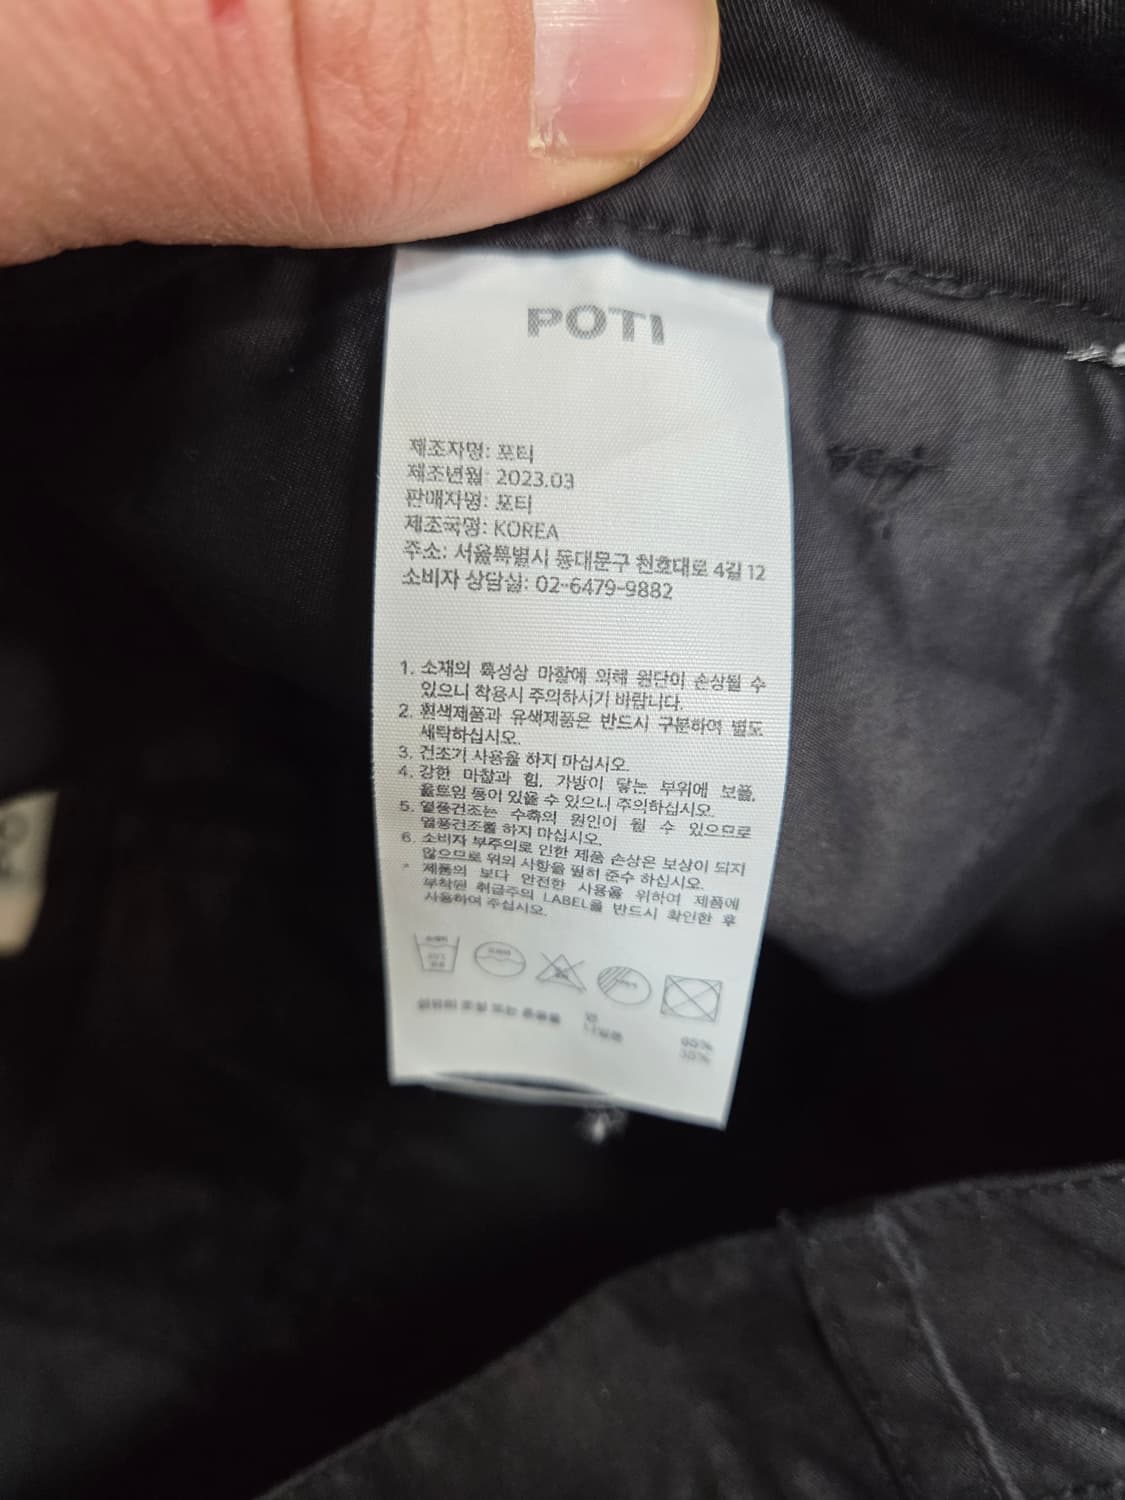 POTI
제조자명: 포티
제조년월: 2023.03
판매자명: 포티
제조국명: KOREA
주소: 서울특별시 동대문구 천호대로 4길 12
소비자 상담실: 02-6479-9882
1. 소재의 특성상 마찰에 의해 원단이 손상될 수
있으니 착용시 주의하시기 바랍니다.
2. 흰색제품과 유색제품은 반드시 구분하여 별도
세탁하십시오.
3. 건조기 사용을 하지 마십시오.
4. 강한 마찰과 힘, 가방이 닿는 부위에 보풀,
올트임 등이 있을 수 있으니 주의하십시오.
5. 열풍건조는 수축의 원인이 될 수 있으므로
열풍건조를 하지 마십시오.
6. 소비자 부주의로 인한 제품 손상은 보상이 되지
않으므로 위의 사항을 필히 준수 하십시오.
* 제품의 보다 안전한 사용을 위하여 제품에
부착된 취급주의 LABEL을 반드시 확인한 후
사용하여 주십시오.